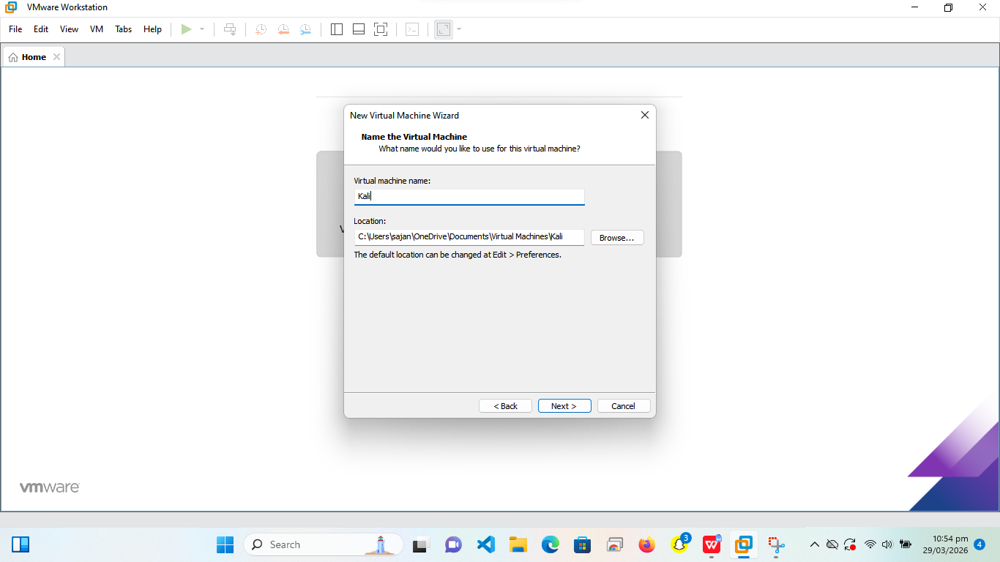 VMware Workstation
File Edit View VM Tabs Help
Home
New Virtual Machine Wizard
Name the Virtual Machine
What name would you like to use for this virtual machine?
Virtual machine name:
Kali
Location:
C:\Users\sajan\OneDrive\Documents\Virtual Machines\Kali
Browse...
The default location can be changed at Edit > Preferences.
V
< Back Next > Cancel
vmware
Search
3
W
10:54 pm
29/03/2026
4